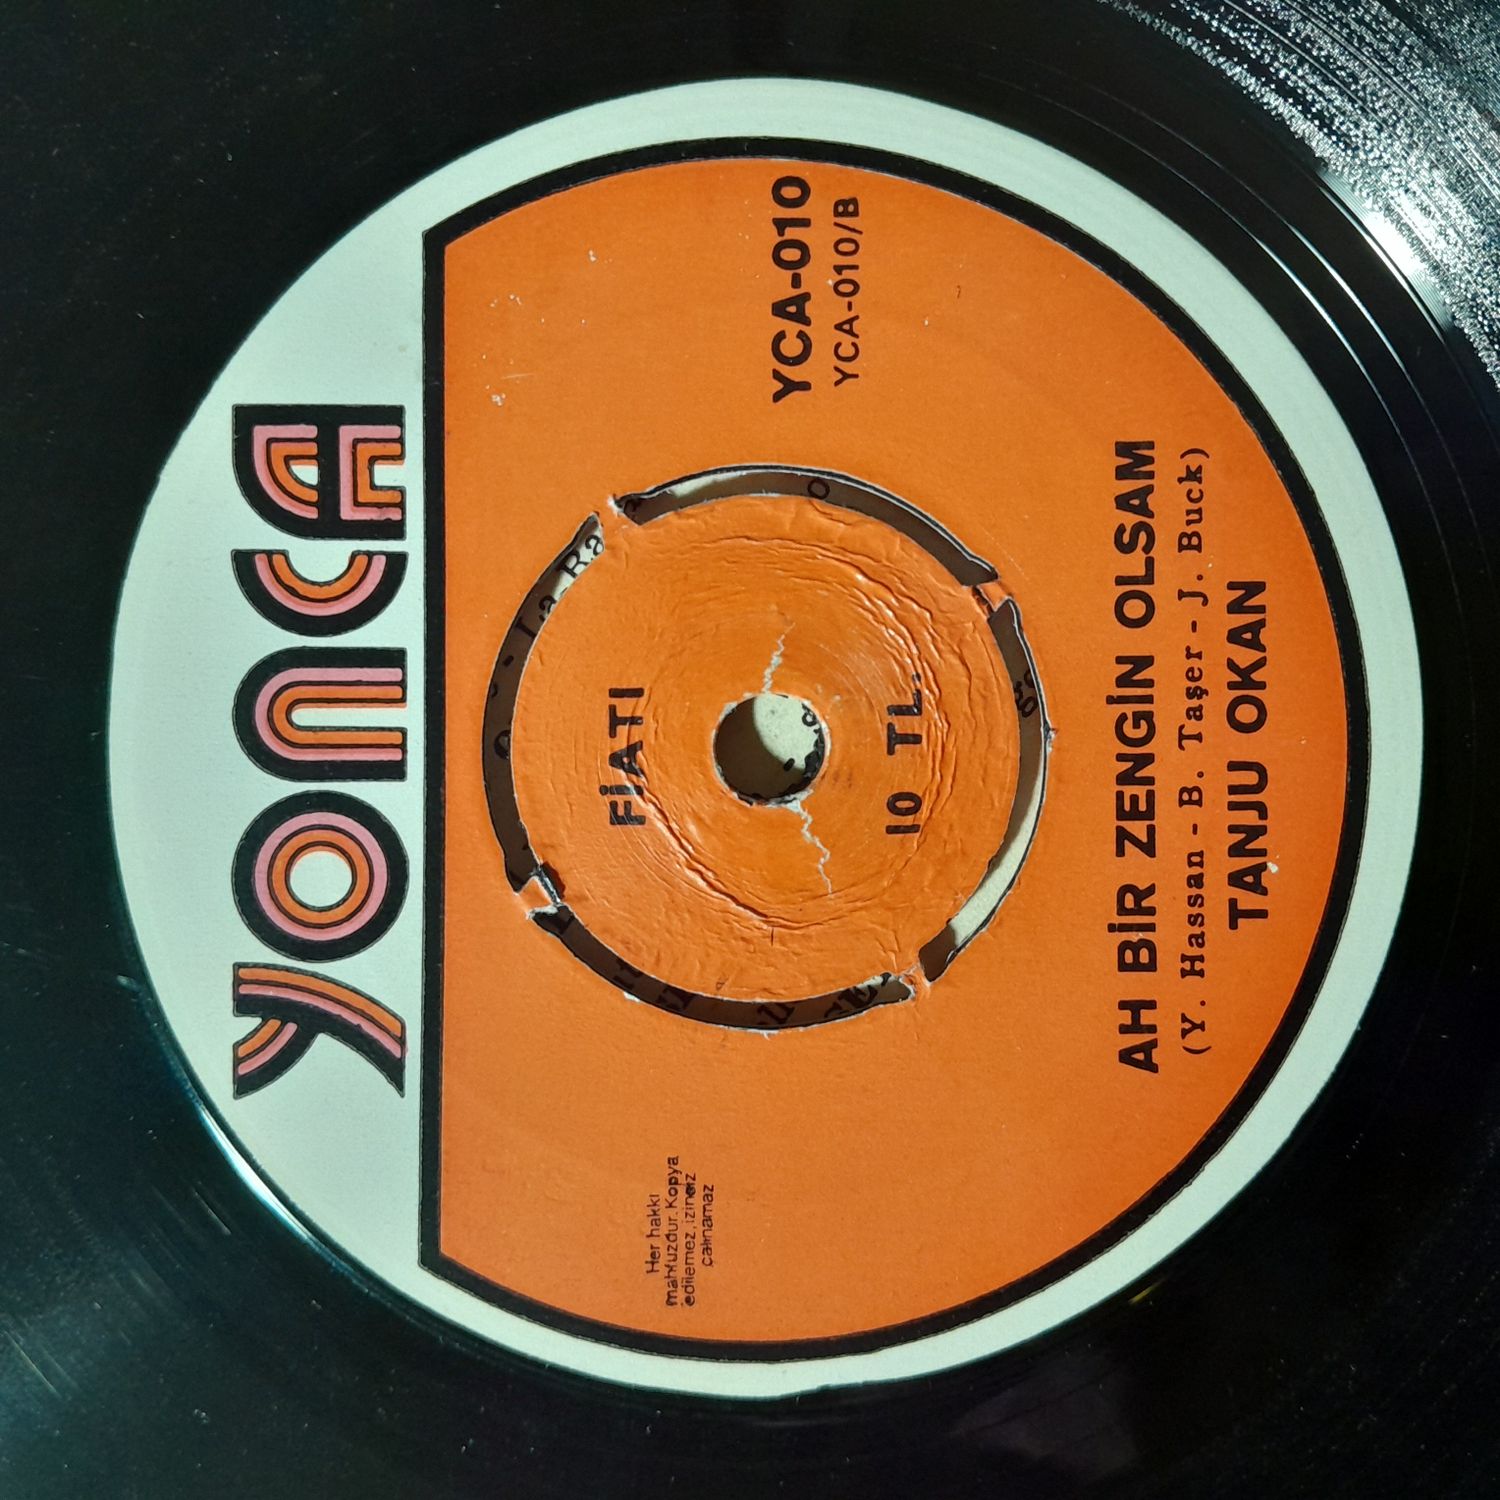 YONCA
FİATI
10 TL.
Her hakkı
mahfuzdur. Kopya
edilemez, izinsiz
çalınamaz
YCA-010
YCA-010/B
AH BİR ZENGİN OLSAM
(Y. Hassan - B. Taşer - J. Buck)
TANJU OKAN